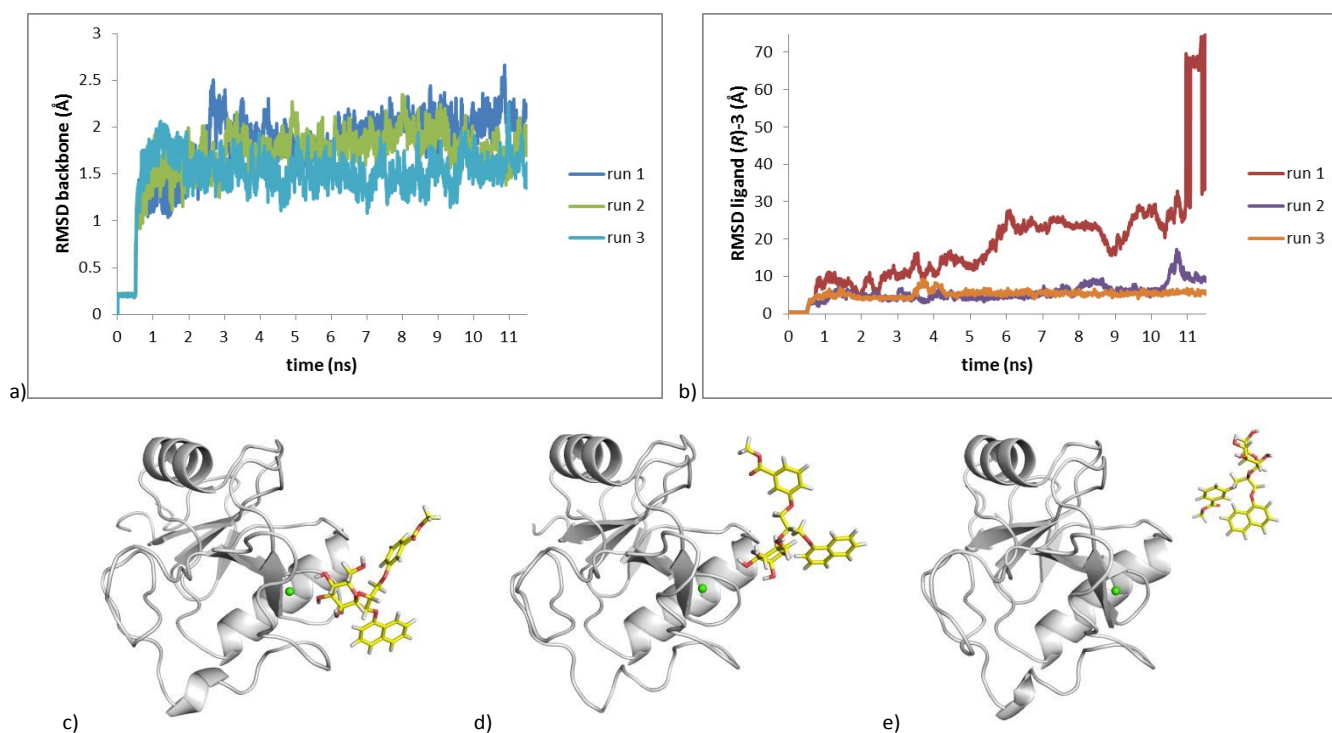 RMSD backbone (Å)
3
2.5
2
1.5
1
0.5
0
0 1 2 3 4 5 6 7 8 9 10 11
time (ns)
run 1
run 2
run 3
a)
RMSD ligand (R)-3 (Å)
70
60
50
40
30
20
10
0
0 1 2 3 4 5 6 7 8 9 10 11
time (ns)
run 1
run 2
run 3
b)
c)
d)
e)